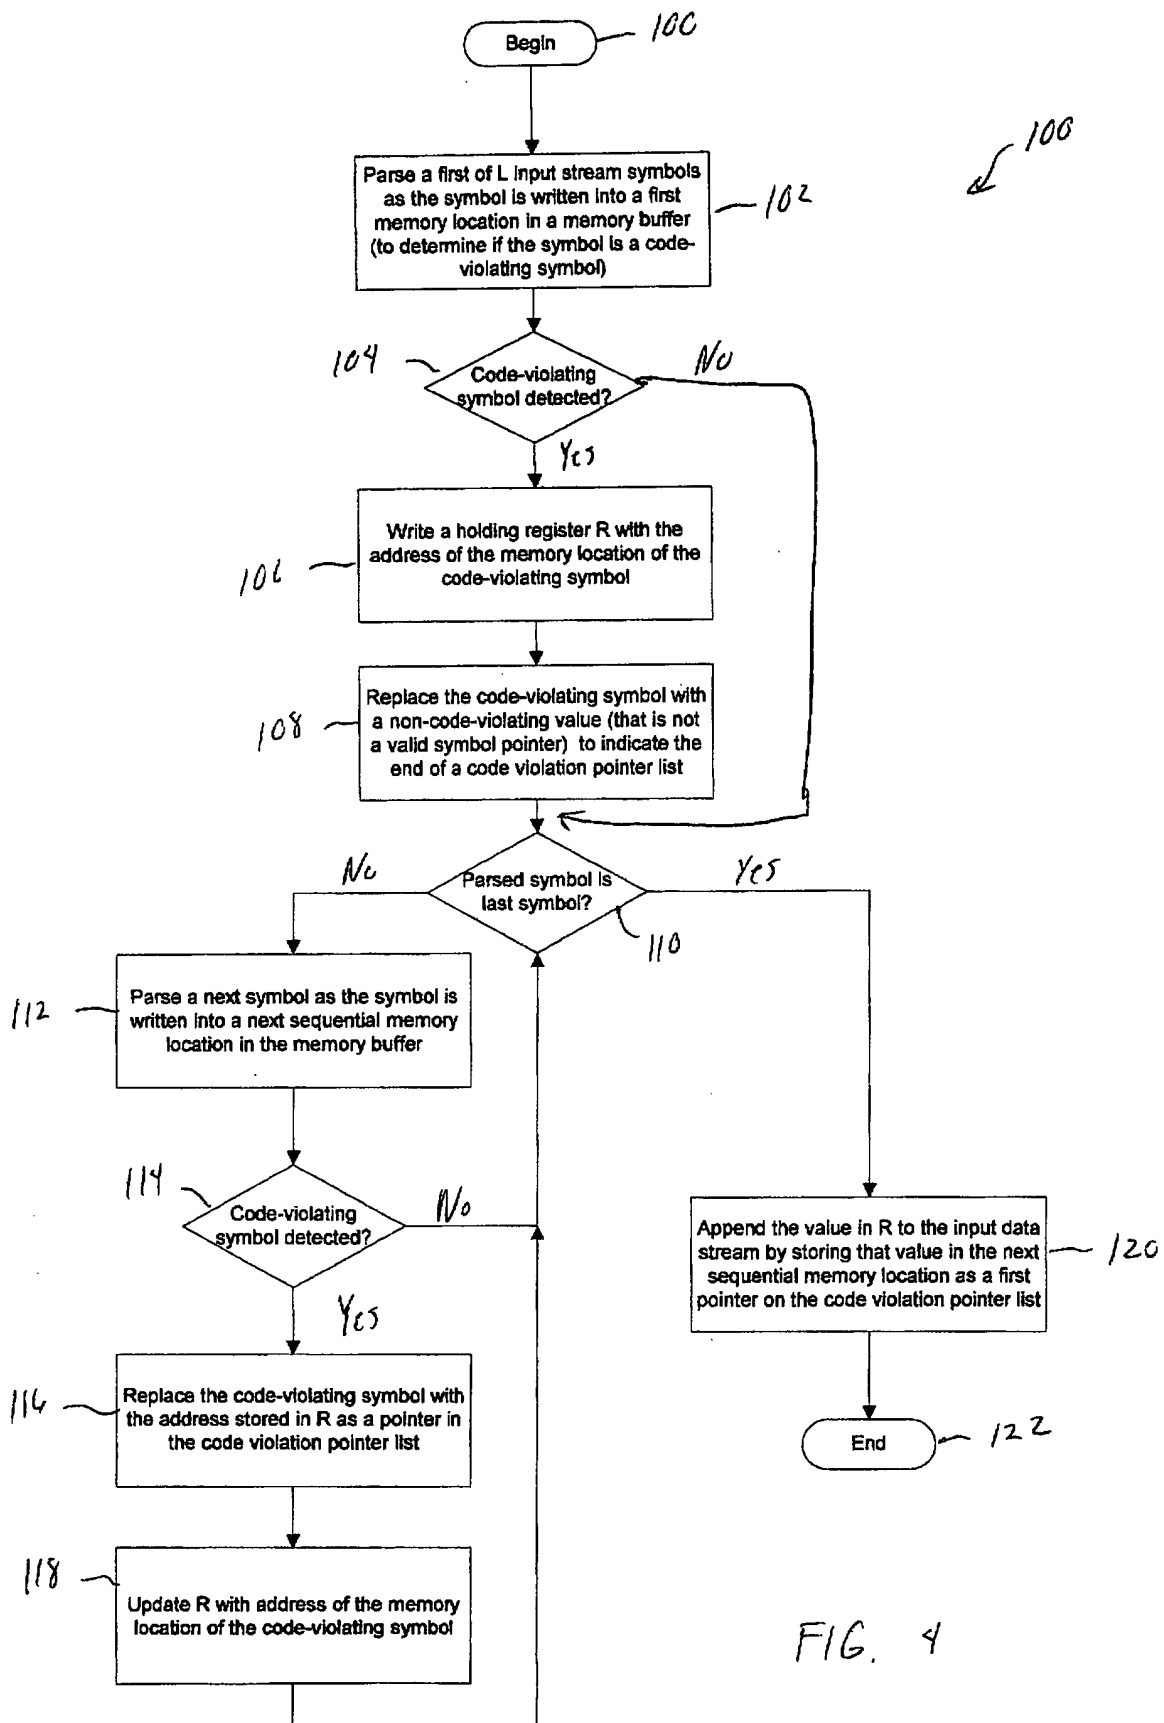 Begin
100
100
Parse a first of L input stream symbols
as the symbol is written into a first
memory location in a memory buffer
(to determine if the symbol is a code-
violating symbol)
102
104
Code-violating
symbol detected?
No
Yes
Write a holding register R with the
address of the memory location of the
code-violating symbol
106
Replace the code-violating symbol with
a non-code-violating value (that is not
a valid symbol pointer) to indicate the
end of a code violation pointer list
108
No
Parsed symbol is
last symbol?
Yes
110
Parse a next symbol as the symbol is
written into a next sequential memory
location in the memory buffer
112
114
Code-violating
symbol detected?
No
Yes
Append the value in R to the input data
stream by storing that value in the next
sequential memory location as a first
pointer on the code violation pointer list
120
Replace the code-violating symbol with
the address stored in R as a pointer in
the code violation pointer list
116
End
122
118
Update R with address of the memory
location of the code-violating symbol
FIG. 4